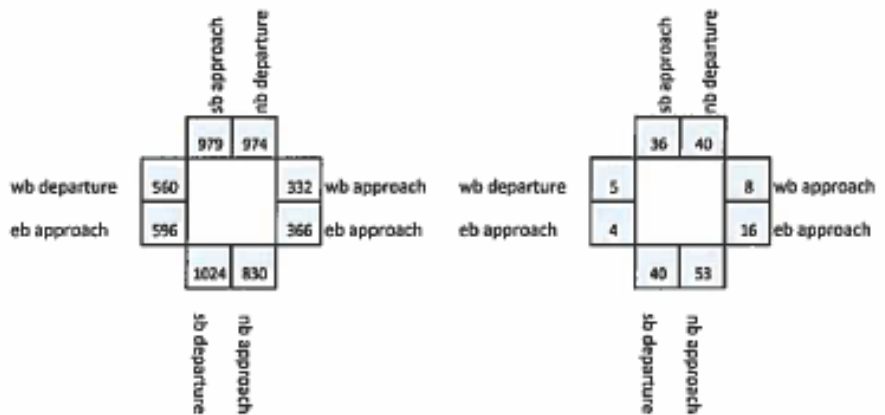 sb approach nb departure sb approach nb departure
979 974 36 40
wb departure 560 332 wb approach wb departure 5 8 wb approach
eb approach 596 366 eb approach eb approach 4 16 eb approach
1024 830 40 53
sb departure nb approach sb departure nb approach